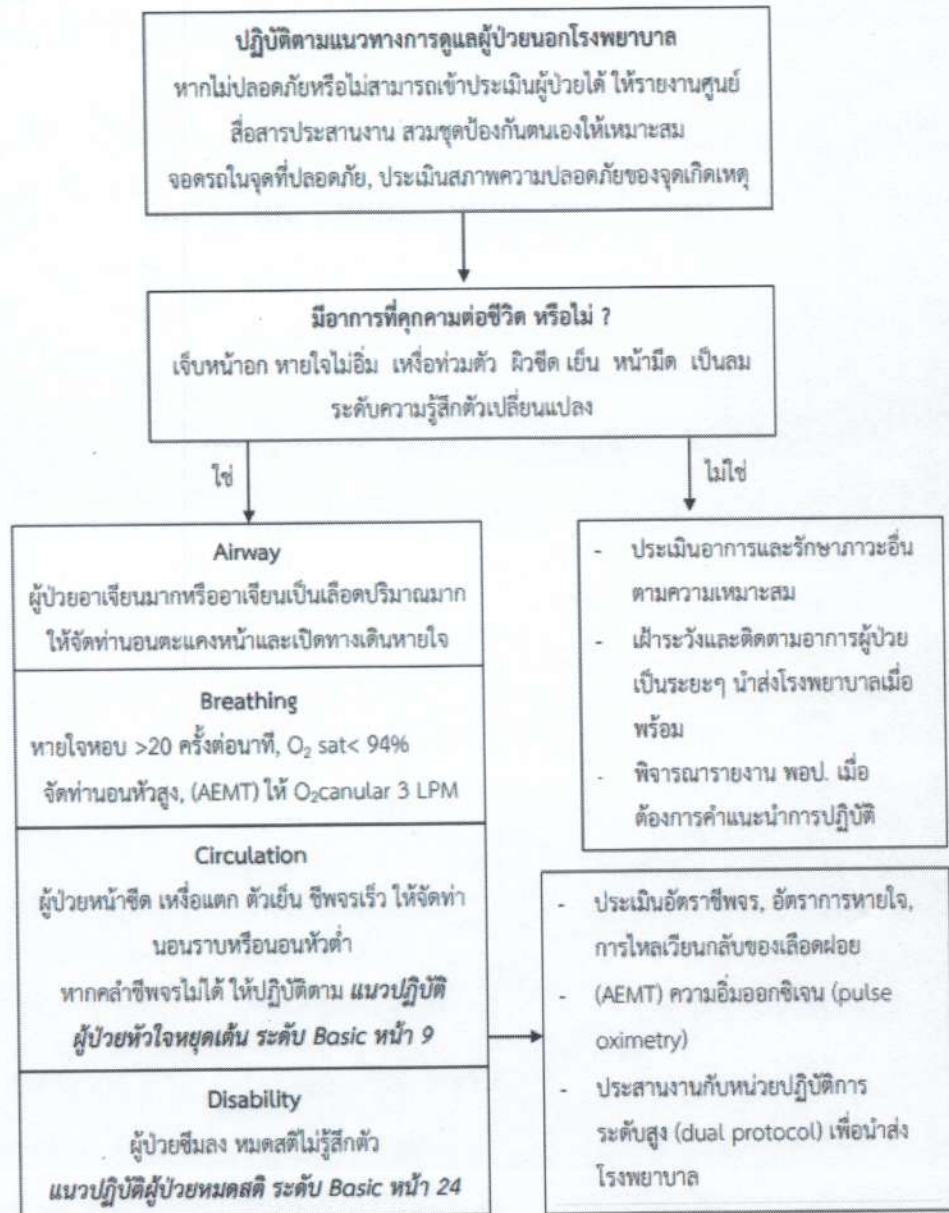 ปฏิบัติตามแนวทางการดูแลผู้ป่วยนอกโรงพยาบาล
หากไม่ปลอดภัยหรือไม่สามารถเข้าประเมินผู้ป่วยได้ ให้รายงานศูนย์
สื่อสารประสานงาน สวมชุดป้องกันตนเองให้เหมาะสม
จอดรถในจุดที่ปลอดภัย, ประเมินสภาพความปลอดภัยของจุดเกิดเหตุ
มีอาการที่คุกคามต่อชีวิต หรือไม่ ?
เจ็บหน้าอก หายใจไม่อิ่ม เหงื่อท่วมตัว ผิวซีด เย็น หน้ามืด เป็นลม
ระดับความรู้สึกตัวเปลี่ยนแปลง
ใช่
ไม่ใช่
Airway
ผู้ป่วยอาเจียนมากหรืออาเจียนเป็นเลือดปริมาณมาก
ให้จัดท่านอนตะแคงหน้าและเปิดทางเดินหายใจ
Breathing
หายใจหอบ >20 ครั้งต่อนาที, O₂ sat< 94%
จัดท่านอนหัวสูง, (AEMT) ให้ O₂canular 3 LPM
Circulation
ผู้ป่วยหน้าซีด เหงื่อแตก ตัวเย็น ชีพจรเร็ว ให้จัดท่า
นอนราบหรือนอนหัวต่ำ
หากคลำชีพจรไม่ได้ ให้ปฏิบัติตาม แนวปฏิบัติ
ผู้ป่วยหัวใจหยุดเต้น ระดับ Basic หน้า 9
Disability
ผู้ป่วยซึมลง หมดสติไม่รู้สึกตัว
แนวปฏิบัติผู้ป่วยหมดสติ ระดับ Basic หน้า 24
- ประเมินอาการและรักษาภาวะอื่น
ตามความเหมาะสม
- เฝ้าระวังและติดตามอาการผู้ป่วย
เป็นระยะๆ นำส่งโรงพยาบาลเมื่อ
พร้อม
- พิจารณารายงาน พอป. เมื่อ
ต้องการคำแนะนำการปฏิบัติ
- ประเมินอัตราชีพจร, อัตราการหายใจ,
การไหลเวียนกลับของเลือดฝอย
- (AEMT) ความอิ่มออกซิเจน (pulse
oximetry)
- ประสานงานกับหน่วยปฏิบัติการ
ระดับสูง (dual protocol) เพื่อนำส่ง
โรงพยาบาล